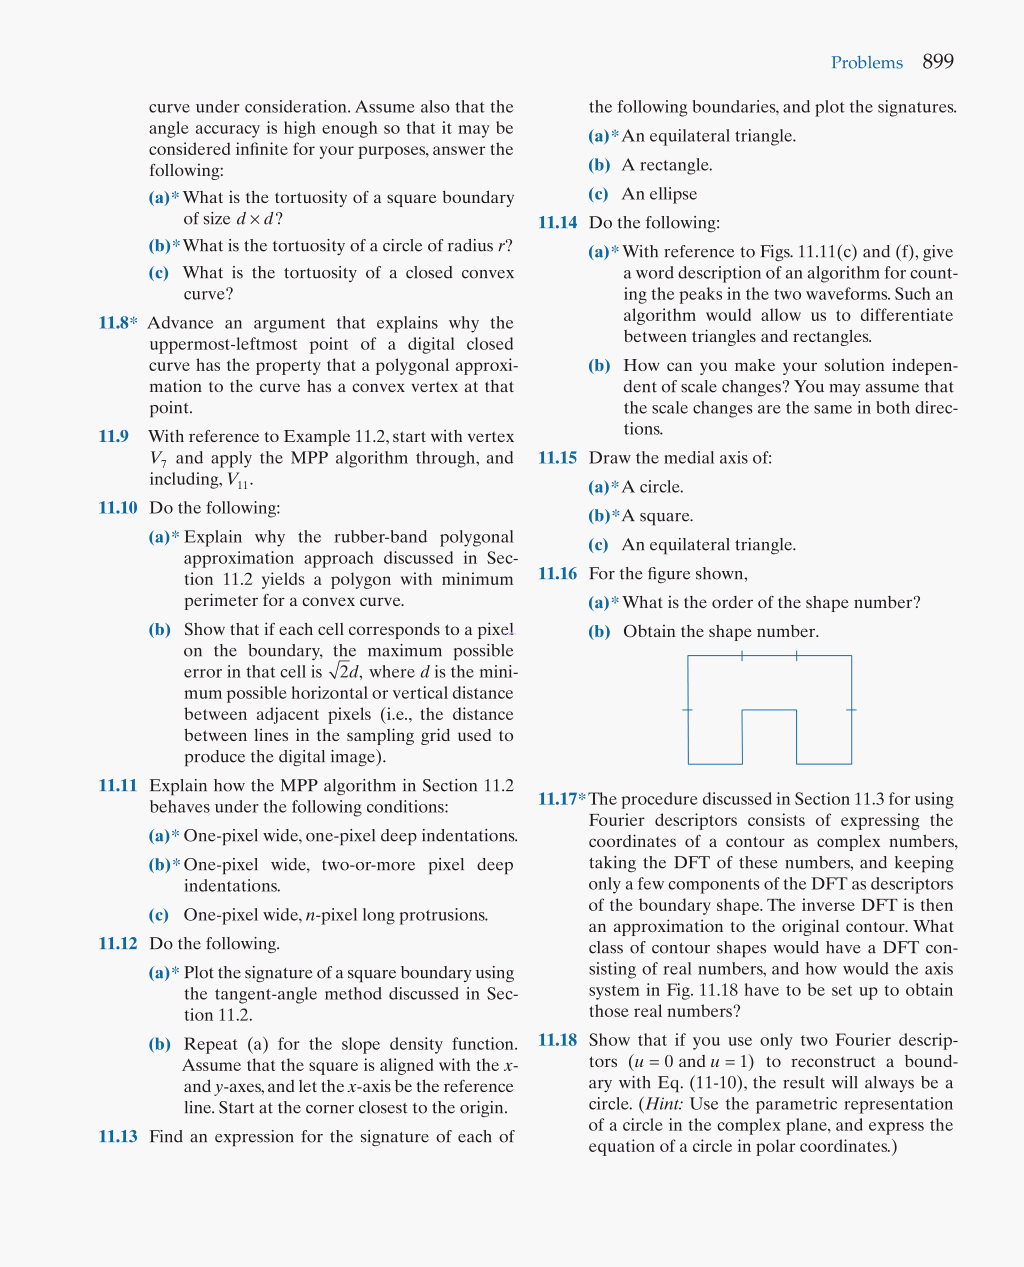 Problems 899
curve under consideration. Assume also that the
angle accuracy is high enough so that it may be
considered infinite for your purposes, answer the
following:
(a)* What is the tortuosity of a square boundary
of size d × d?
(b)* What is the tortuosity of a circle of radius r?
(c) What is the tortuosity of a closed convex
curve?
11.8* Advance an argument that explains why the
uppermost-leftmost point of a digital closed
curve has the property that a polygonal approxi-
mation to the curve has a convex vertex at that
point.
11.9 With reference to Example 11.2, start with vertex
V₇ and apply the MPP algorithm through, and
including, V₁₁.
11.10 Do the following:
(a)* Explain why the rubber-band polygonal
approximation approach discussed in Sec-
tion 11.2 yields a polygon with minimum
perimeter for a convex curve.
(b) Show that if each cell corresponds to a pixel
on the boundary, the maximum possible
error in that cell is √2d, where d is the mini-
mum possible horizontal or vertical distance
between adjacent pixels (i.e., the distance
between lines in the sampling grid used to
produce the digital image).
11.11 Explain how the MPP algorithm in Section 11.2
behaves under the following conditions:
(a)* One-pixel wide, one-pixel deep indentations.
(b)* One-pixel wide, two-or-more pixel deep
indentations.
(c) One-pixel wide, n-pixel long protrusions.
11.12 Do the following.
(a)* Plot the signature of a square boundary using
the tangent-angle method discussed in Sec-
tion 11.2.
(b) Repeat (a) for the slope density function.
Assume that the square is aligned with the x-
and y-axes, and let the x-axis be the reference
line. Start at the corner closest to the origin.
11.13 Find an expression for the signature of each of
the following boundaries, and plot the signatures.
(a)* An equilateral triangle.
(b) A rectangle.
(c) An ellipse
11.14 Do the following:
(a)* With reference to Figs. 11.11(c) and (f), give
a word description of an algorithm for count-
ing the peaks in the two waveforms. Such an
algorithm would allow us to differentiate
between triangles and rectangles.
(b) How can you make your solution indepen-
dent of scale changes? You may assume that
the scale changes are the same in both direc-
tions.
11.15 Draw the medial axis of:
(a)* A circle.
(b)* A square.
(c) An equilateral triangle.
11.16 For the figure shown,
(a)* What is the order of the shape number?
(b) Obtain the shape number.
11.17* The procedure discussed in Section 11.3 for using
Fourier descriptors consists of expressing the
coordinates of a contour as complex numbers,
taking the DFT of these numbers, and keeping
only a few components of the DFT as descriptors
of the boundary shape. The inverse DFT is then
an approximation to the original contour. What
class of contour shapes would have a DFT con-
sisting of real numbers, and how would the axis
system in Fig. 11.18 have to be set up to obtain
those real numbers?
11.18 Show that if you use only two Fourier descrip-
tors (u = 0 and u = 1) to reconstruct a bound-
ary with Eq. (11-10), the result will always be a
circle. (Hint: Use the parametric representation
of a circle in the complex plane, and express the
equation of a circle in polar coordinates.)